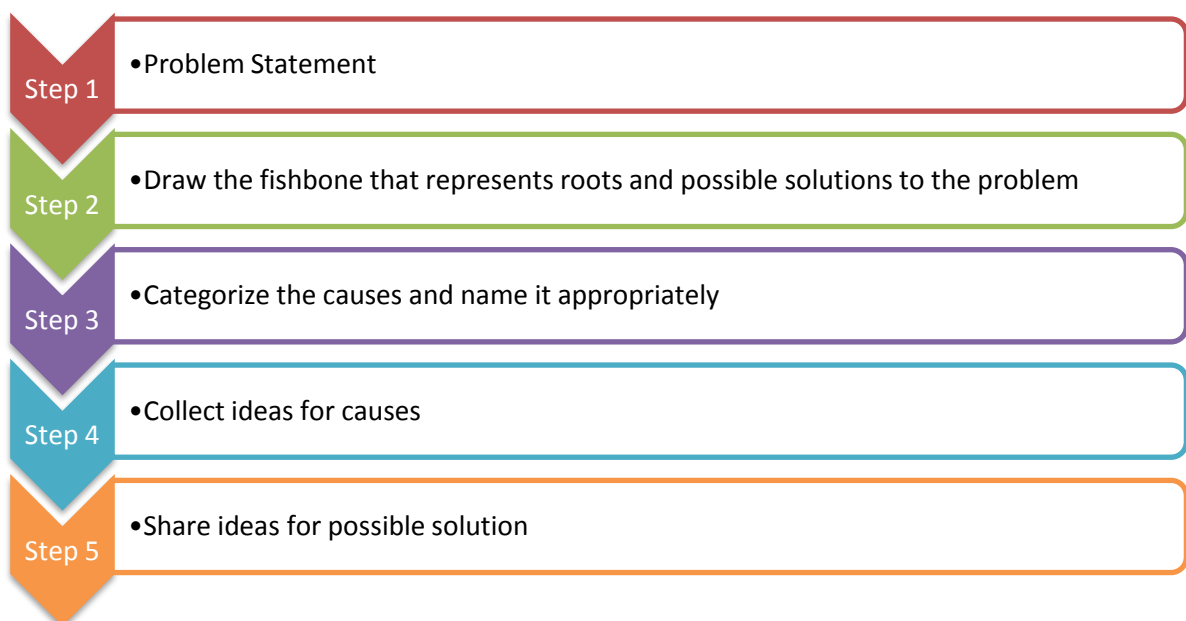 Step 1
•Problem Statement
Step 2
•Draw the fishbone that represents roots and possible solutions to the problem
Step 3
•Categorize the causes and name it appropriately
Step 4
•Collect ideas for causes
Step 5
•Share ideas for possible solution